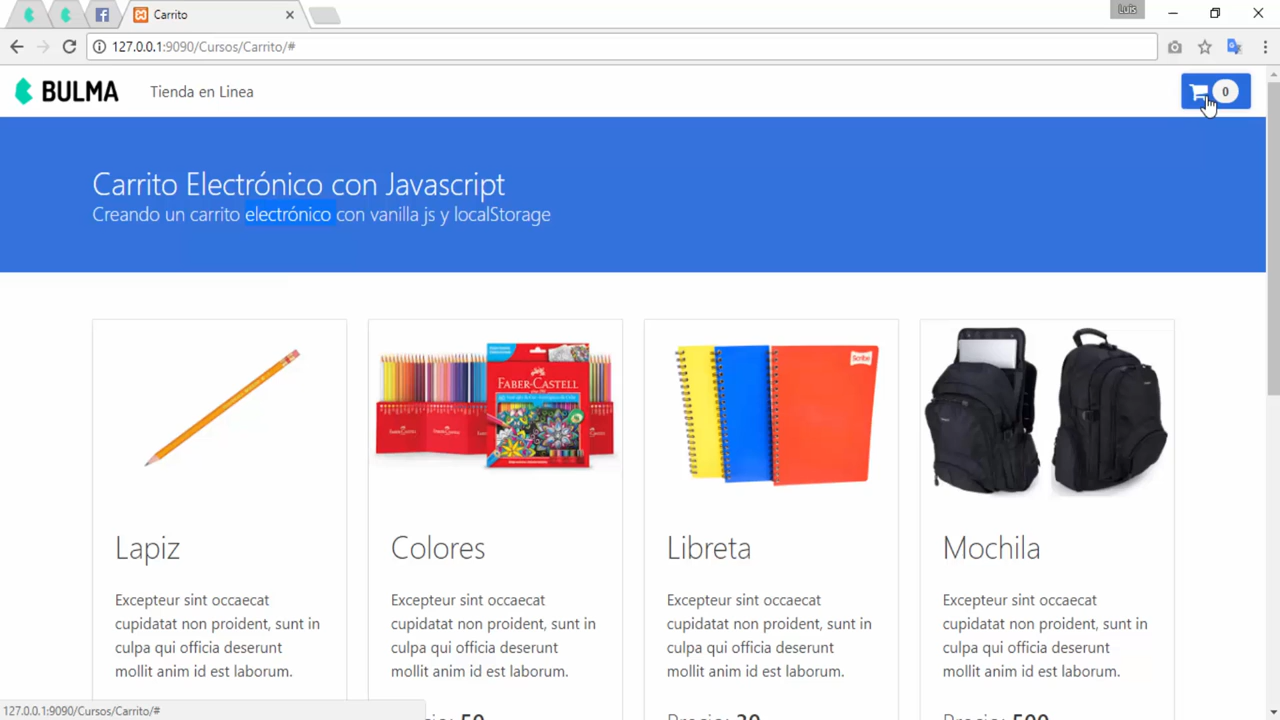 Carrito
Luis
127.0.0.1:9090/Cursos/Carrito/#
BULMA
Tienda en Linea
0
Carrito Electrónico con Javascript
Creando un carrito electrónico con vanilla js y localStorage
FABER-CASTELL
Scribe
Lapiz
Colores
Libreta
Mochila
Excepteur sint occaecat
cupidatat non proident, sunt in
culpa qui officia deserunt
mollit anim id est laborum.
Excepteur sint occaecat
cupidatat non proident, sunt in
culpa qui officia deserunt
mollit anim id est laborum.
Excepteur sint occaecat
cupidatat non proident, sunt in
culpa qui officia deserunt
mollit anim id est laborum.
Excepteur sint occaecat
cupidatat non proident, sunt in
culpa qui officia deserunt
mollit anim id est laborum.
127.0.0.1:9090/Cursos/Carrito/#